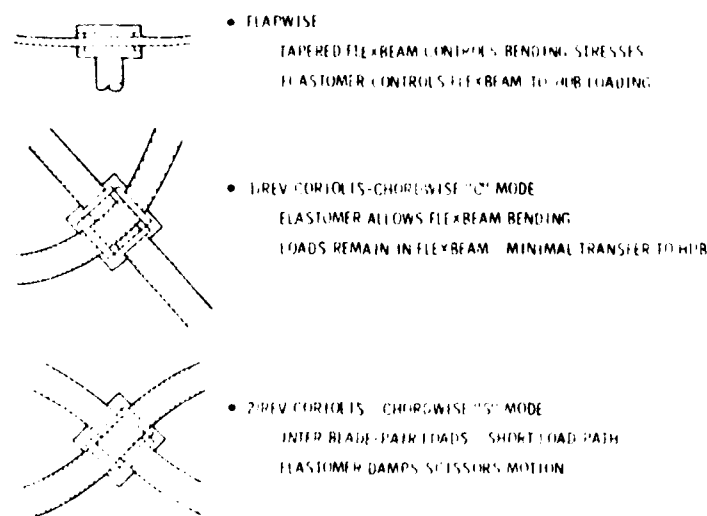 • FLAPWISE
TAPERED FLEXBEAM CONTROLS BENDING STRESSES
ELASTOMER CONTROLS FLEXBEAM TO HUB LOADING
• 1/REV CORIOLIS-CHORDWISE "C" MODE
ELASTOMER ALLOWS FLEXBEAM BENDING
LOADS REMAIN IN FLEXBEAM MINIMAL TRANSFER TO HUB
• 2/REV CORIOLIS CHORDWISE "S" MODE
INTER BLADE-PAIR LOADS SHORT LOAD PATH
ELASTOMER DAMPS SCISSORS MOTION